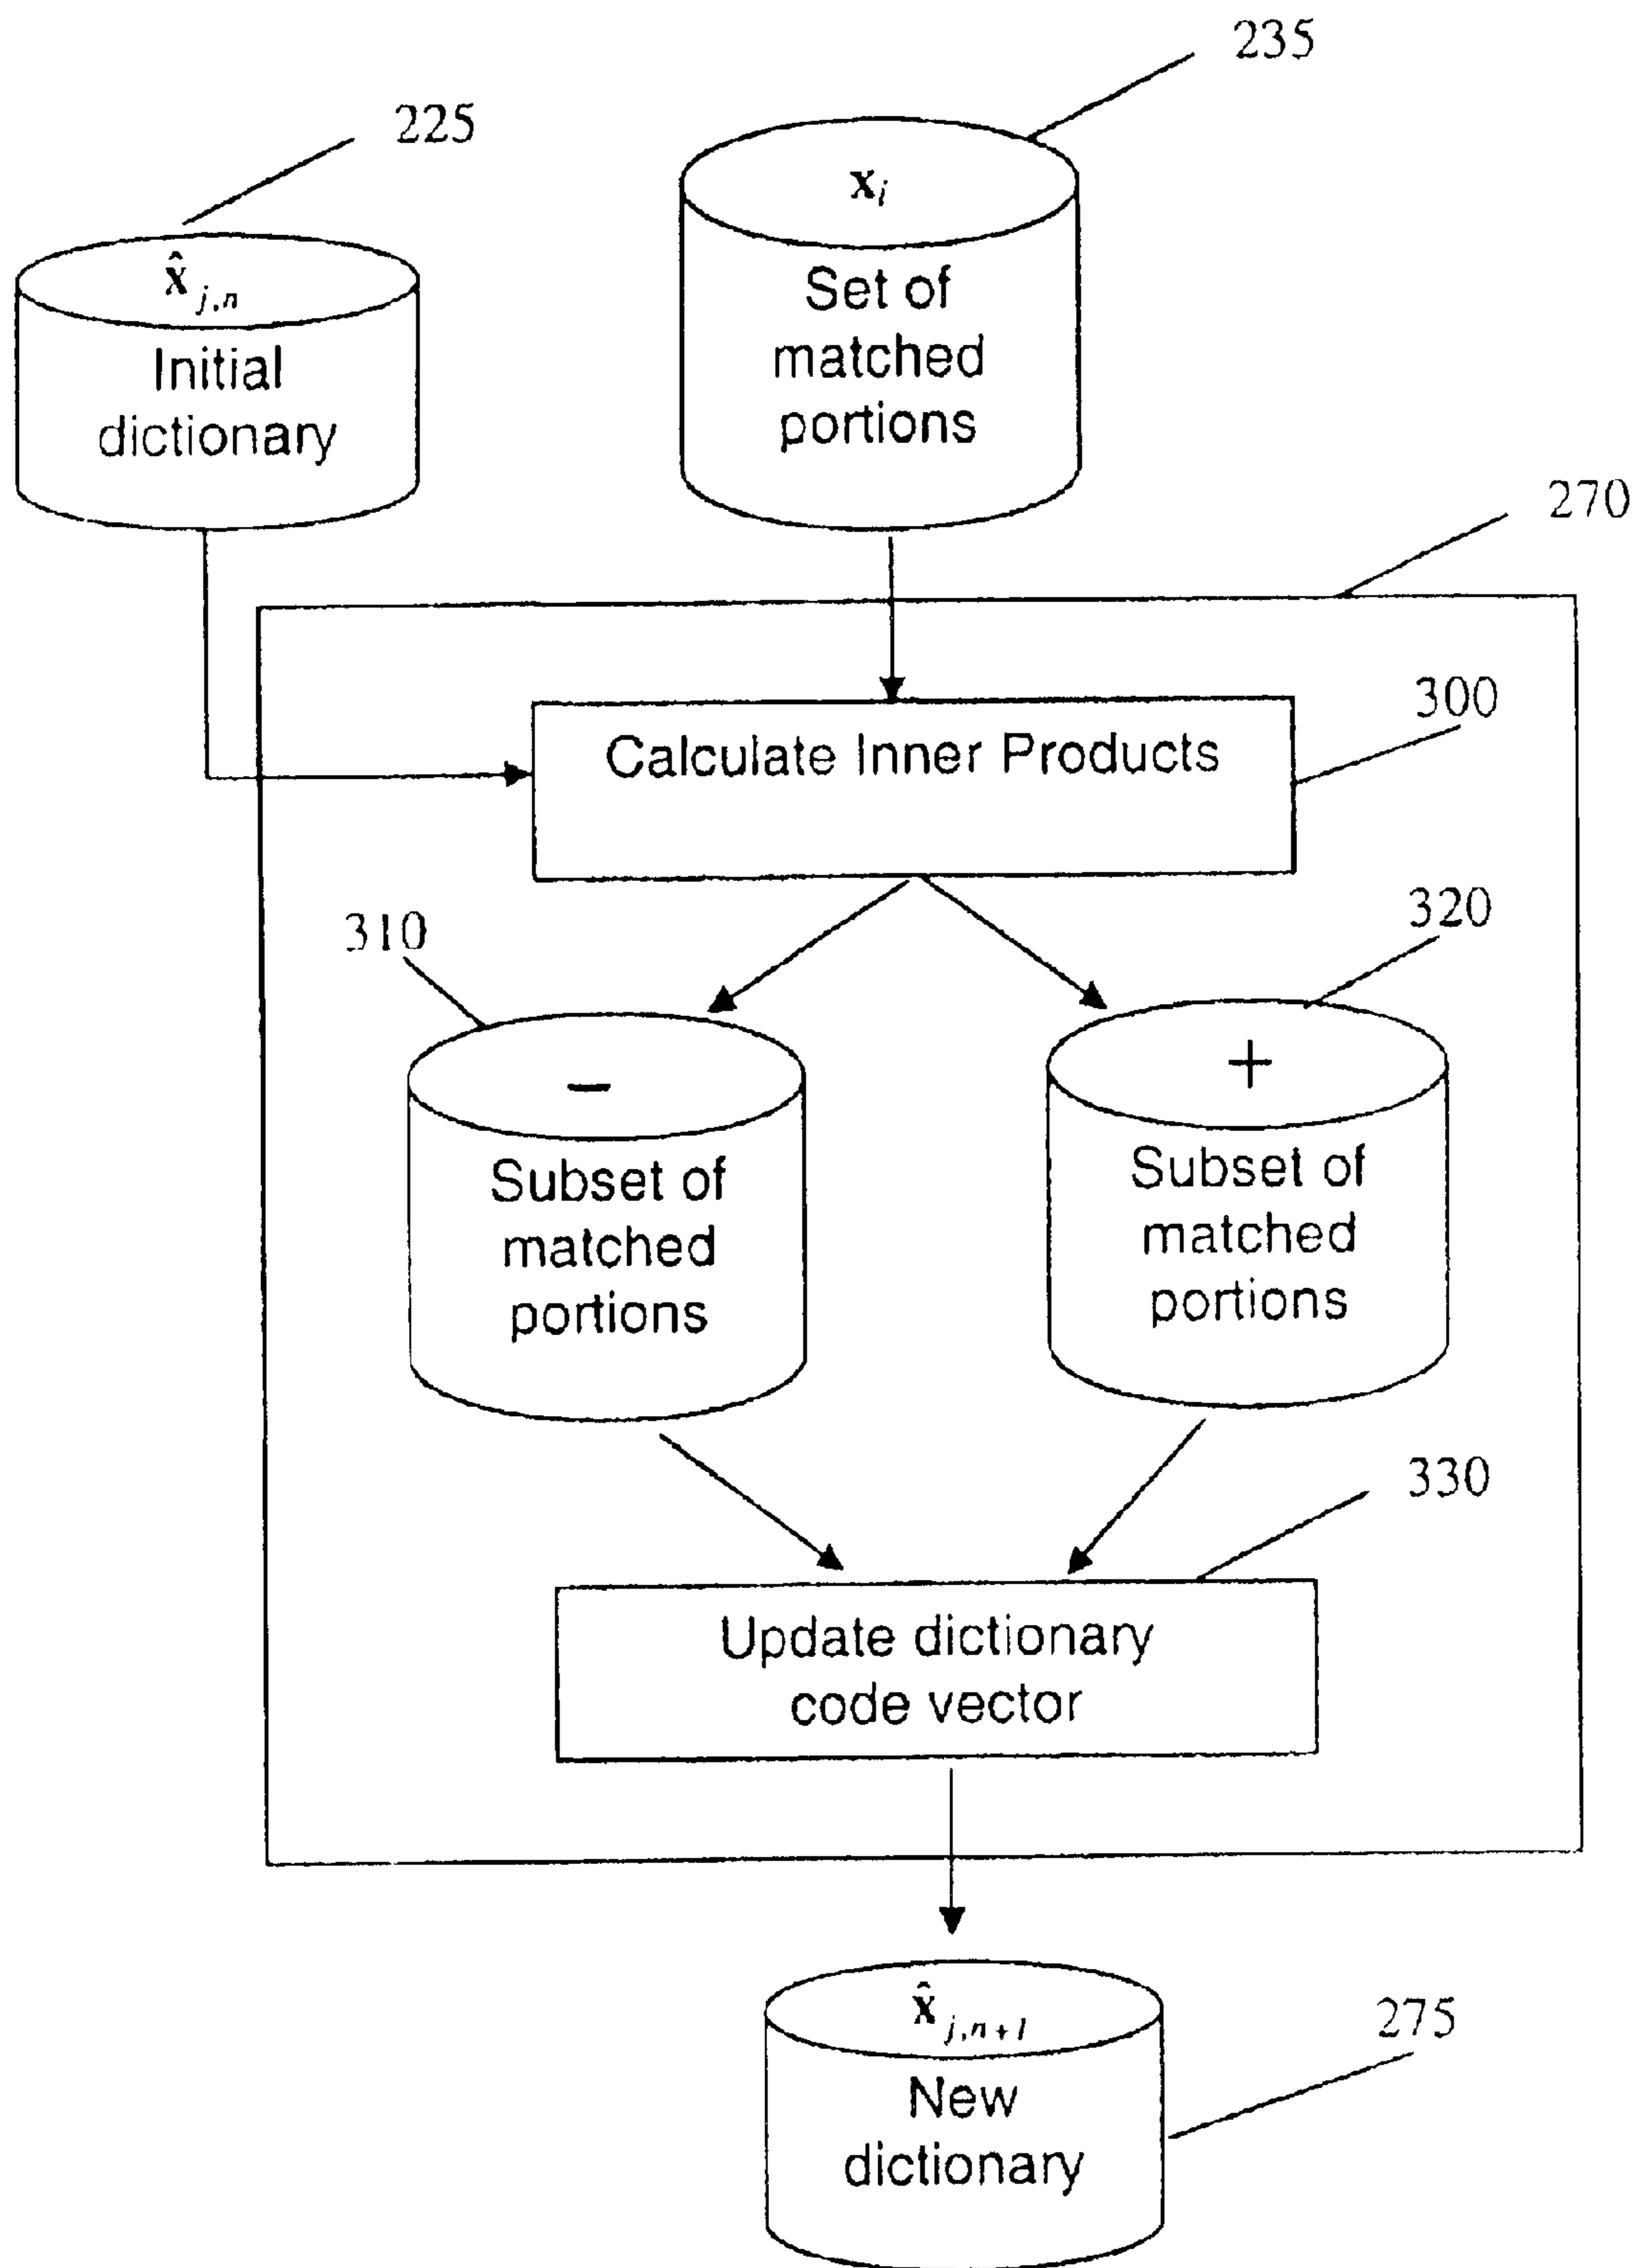 235
225
x_i
x̂_{j,n}
Initial
dictionary
Set of
matched
portions
270
300
Calculate Inner Products
310
320
−
Subset of
matched
portions
+
Subset of
matched
portions
330
Update dictionary
code vector
x̂_{j,n+1}
New
dictionary
275